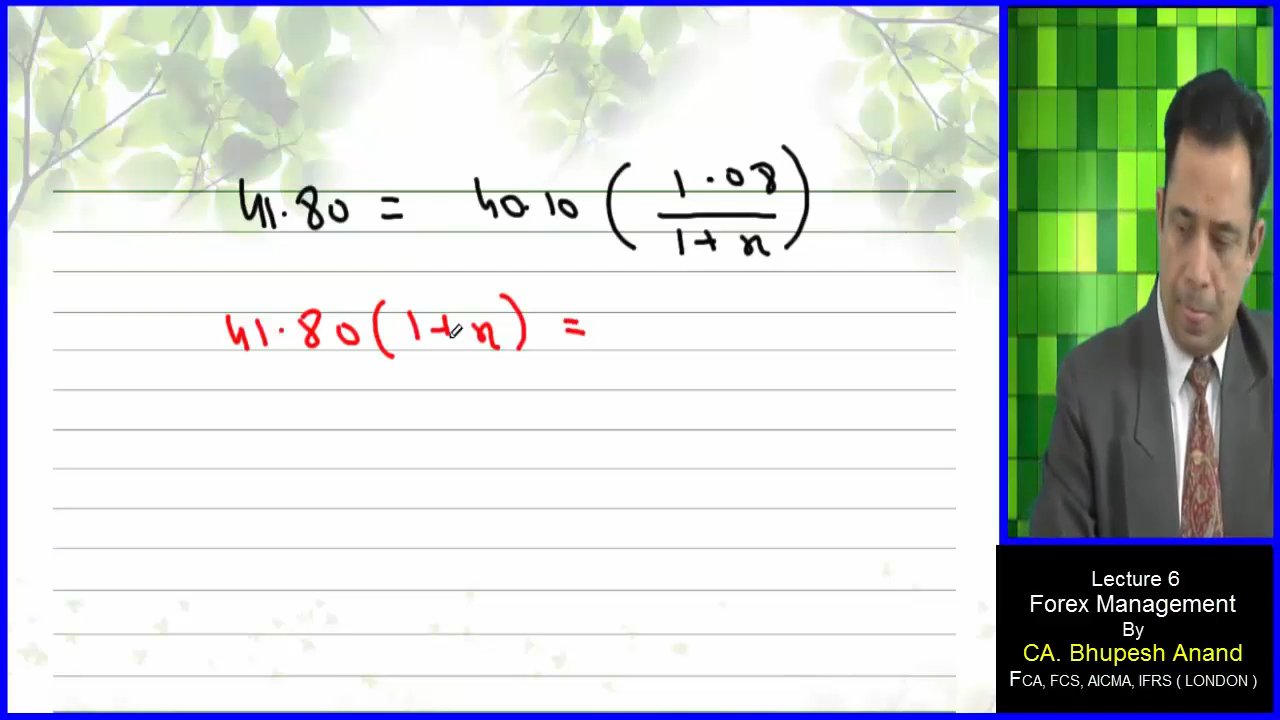 41.80 = 40.10 ( 1.08 / 1 + x )
41.80 ( 1 + x ) =
Lecture 6
Forex Management
By
CA. Bhupesh Anand
FCA, FCS, AICMA, IFRS ( LONDON )